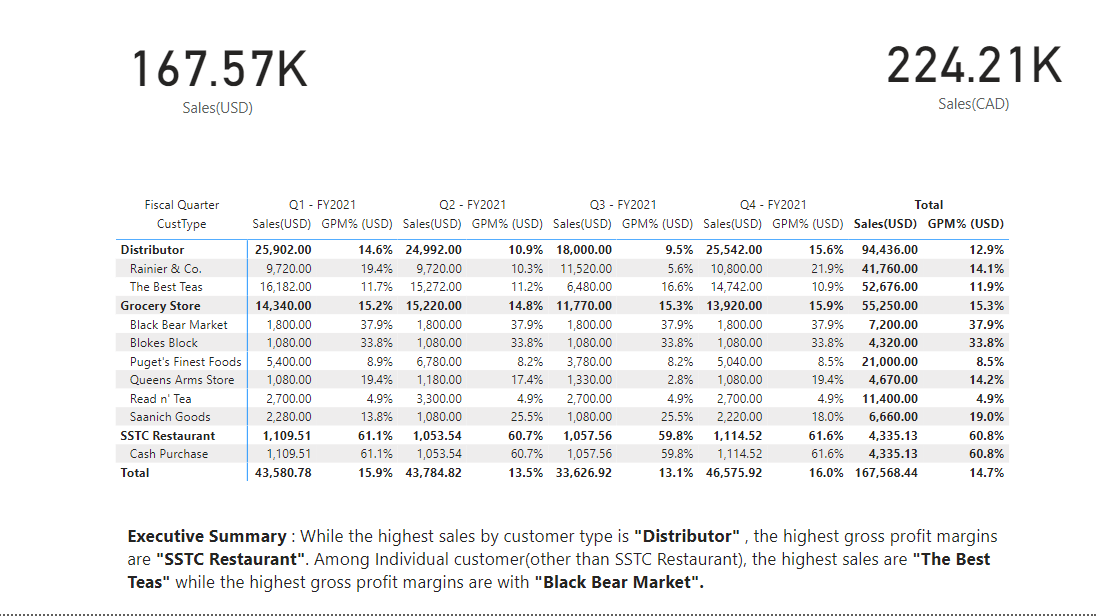 167.57K
Sales(USD)
224.21K
Sales(CAD)
Fiscal Quarter Q1 - FY2021 Q2 - FY2021 Q3 - FY2021 Q4 - FY2021 Total
CustType Sales(USD) GPM% (USD) Sales(USD) GPM% (USD) Sales(USD) GPM% (USD) Sales(USD) GPM% (USD) Sales(USD) GPM% (USD)
Distributor 25,902.00 14.6% 24,992.00 10.9% 18,000.00 9.5% 25,542.00 15.6% 94,436.00 12.9%
Rainier & Co. 9,720.00 19.4% 9,720.00 10.3% 11,520.00 5.6% 10,800.00 21.9% 41,760.00 14.1%
The Best Teas 16,182.00 11.7% 15,272.00 11.2% 6,480.00 16.6% 14,742.00 10.9% 52,676.00 11.9%
Grocery Store 14,340.00 15.2% 15,220.00 14.8% 11,770.00 15.3% 13,920.00 15.9% 55,250.00 15.3%
Black Bear Market 1,800.00 37.9% 1,800.00 37.9% 1,800.00 37.9% 1,800.00 37.9% 7,200.00 37.9%
Blokes Block 1,080.00 33.8% 1,080.00 33.8% 1,080.00 33.8% 1,080.00 33.8% 4,320.00 33.8%
Puget's Finest Foods 5,400.00 8.9% 6,780.00 8.2% 3,780.00 8.2% 5,040.00 8.5% 21,000.00 8.5%
Queens Arms Store 1,080.00 19.4% 1,180.00 17.4% 1,330.00 2.8% 1,080.00 19.4% 4,670.00 14.2%
Read n' Tea 2,700.00 4.9% 3,300.00 4.9% 2,700.00 4.9% 2,700.00 4.9% 11,400.00 4.9%
Saanich Goods 2,280.00 13.8% 1,080.00 25.5% 1,080.00 25.5% 2,220.00 18.0% 6,660.00 19.0%
SSTC Restaurant 1,109.51 61.1% 1,053.54 60.7% 1,057.56 59.8% 1,114.52 61.6% 4,335.13 60.8%
Cash Purchase 1,109.51 61.1% 1,053.54 60.7% 1,057.56 59.8% 1,114.52 61.6% 4,335.13 60.8%
Total 43,580.78 15.9% 43,784.82 13.5% 33,626.92 13.1% 46,575.92 16.0% 167,568.44 14.7%
Executive Summary : While the highest sales by customer type is "Distributor" , the highest gross profit margins
are "SSTC Restaurant". Among Individual customer(other than SSTC Restaurant), the highest sales are "The Best
Teas" while the highest gross profit margins are with "Black Bear Market".